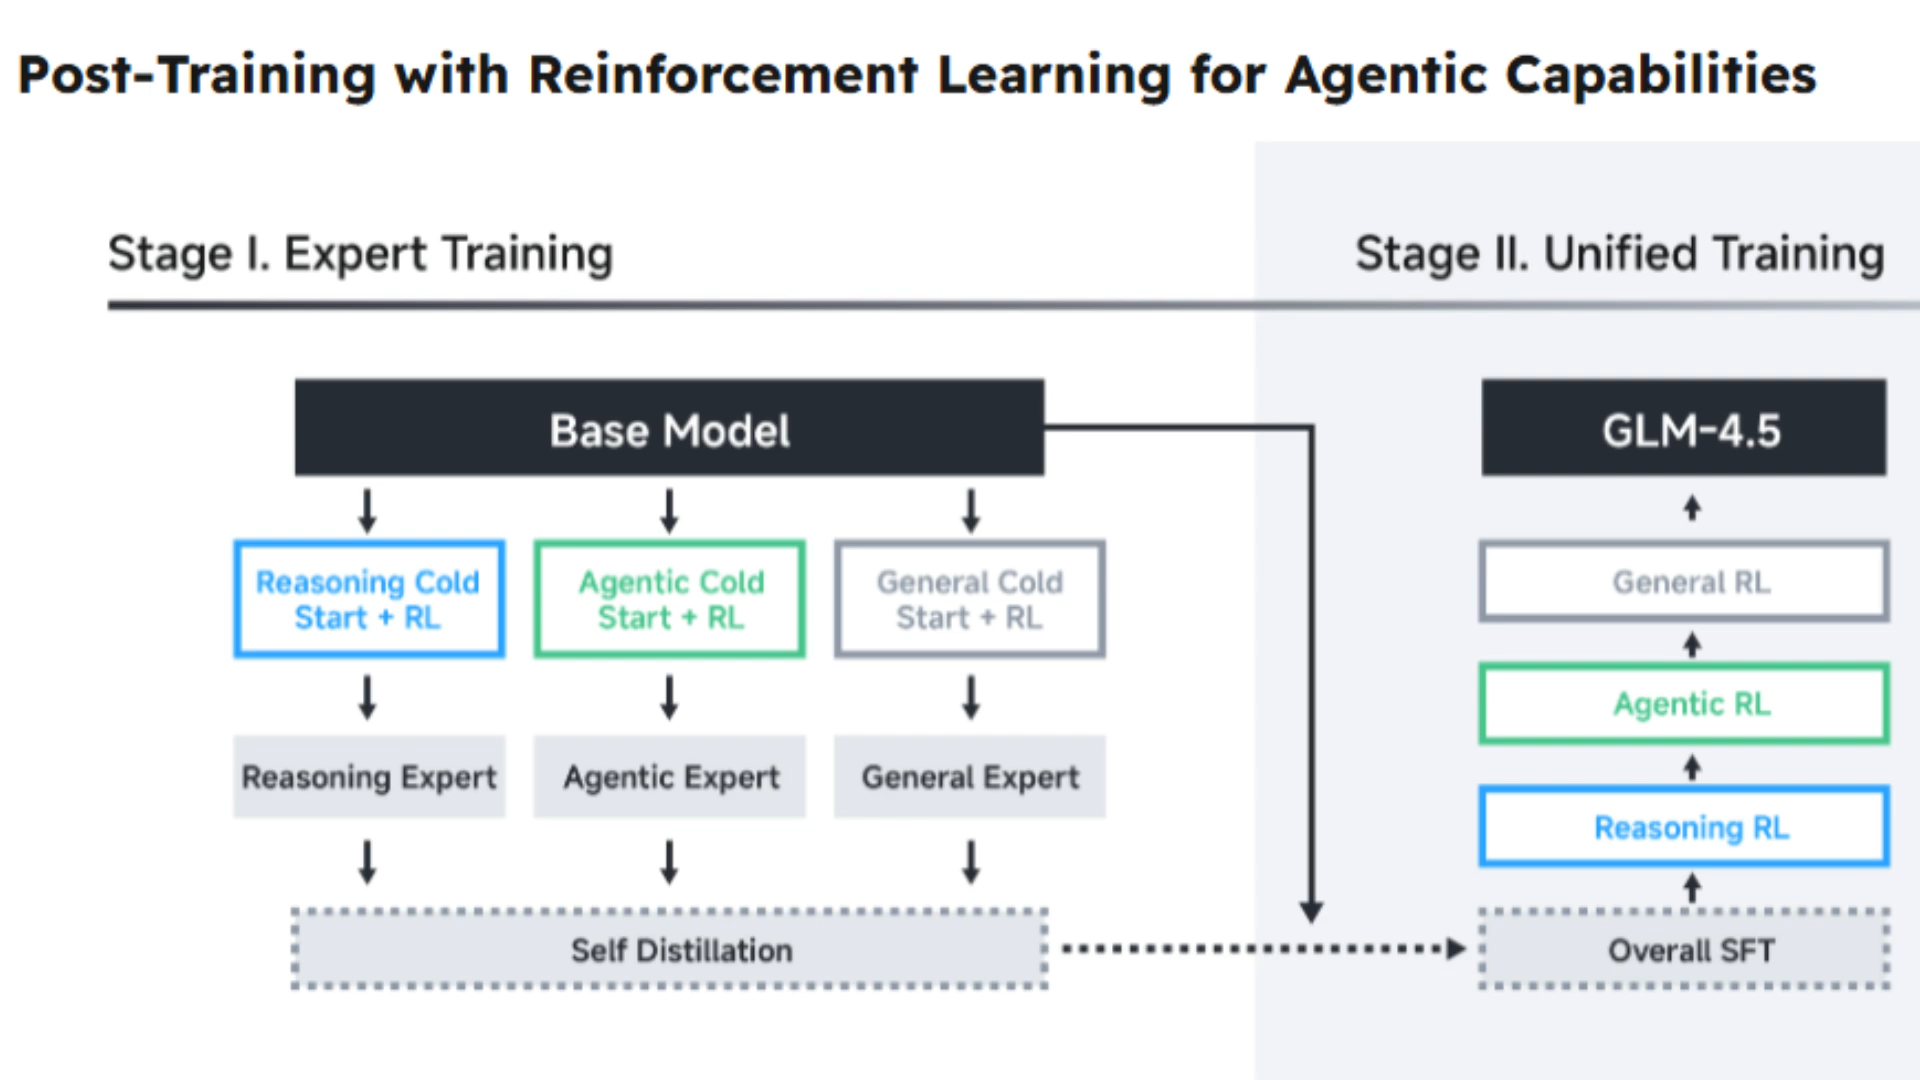 Post-Training with Reinforcement Learning for Agentic Capabilities
Stage I. Expert Training
Stage II. Unified Training
Base Model
GLM-4.5
Reasoning Cold
Start + RL
Agentic Cold
Start + RL
General Cold
Start + RL
General RL
Agentic RL
Reasoning Expert
Agentic Expert
General Expert
Reasoning RL
Self Distillation
Overall SFT